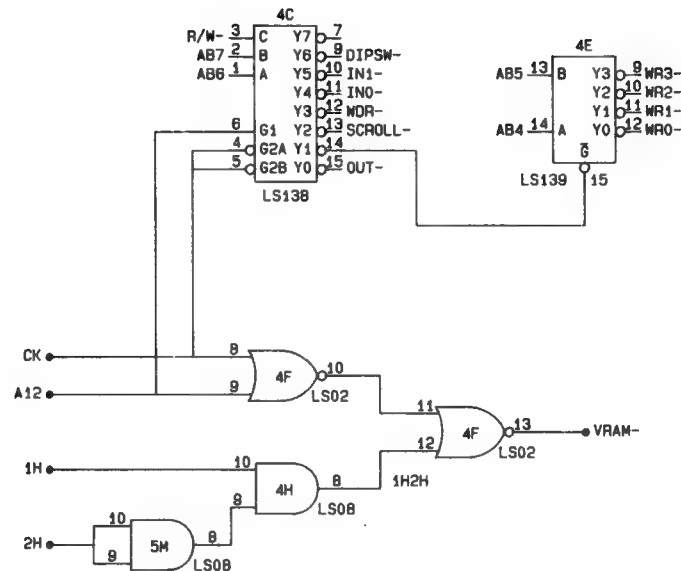 4C
R/W- 3 C Y7 7
AB7 2 B Y6 9 DIPSW-
AB6 1 A Y5 10 IN1-
Y4 11 IN0-
Y3 12 WDR-
6 G1 Y2 13 SCROLL-
4 G2A Y1 14
5 G2B Y0 15 OUT-
LS138
4E
AB5 13 B Y3 9 WR3-
Y2 10 WR2-
Y1 11 WR1-
AB4 14 A Y0 12 WR0-
G
LS139 15
CK 8 4F 10
A12 9 LS02
11 4F 13 VRAM-
12 LS02
1H 10 4H 8 1H2H
9 LS08
2H 10 5M 8
9 LS08